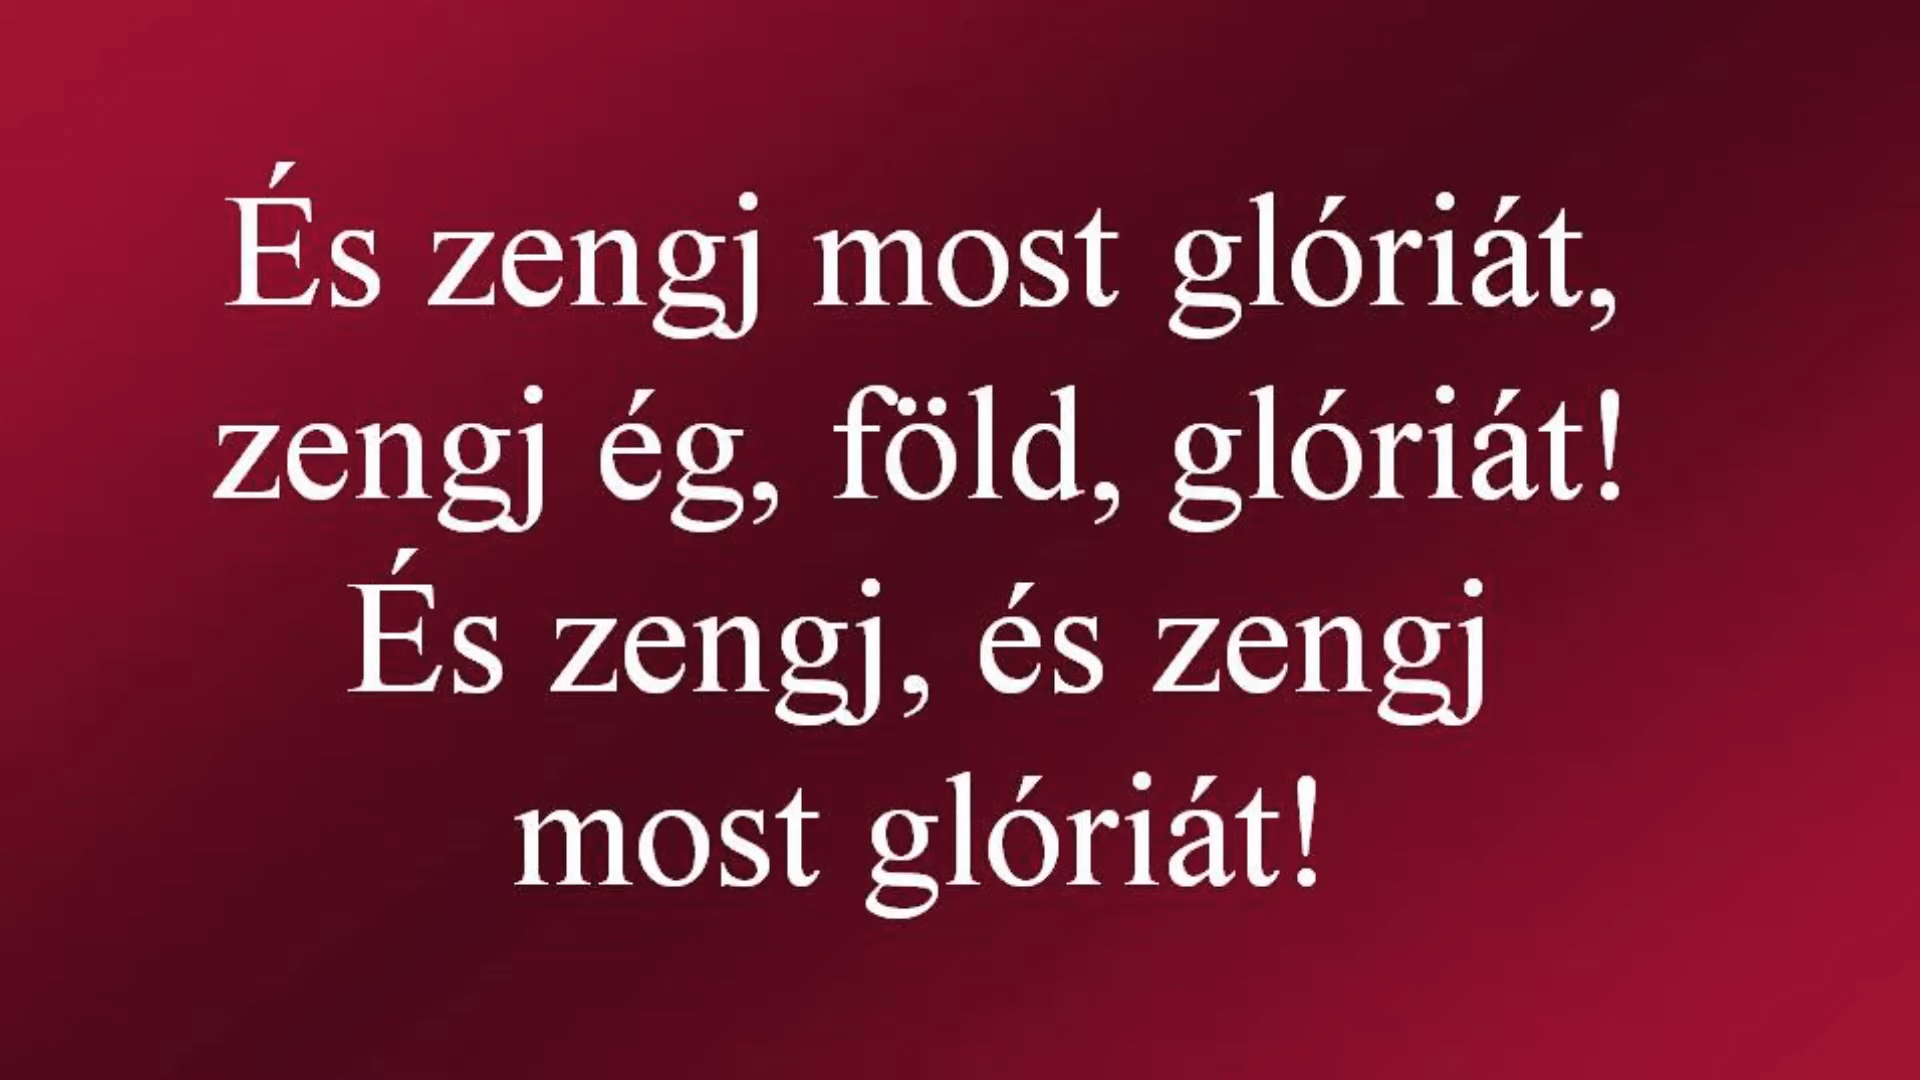 És zengj most glóriát,
zengj ég, föld, glóriát!
És zengj, és zengj
most glóriát!